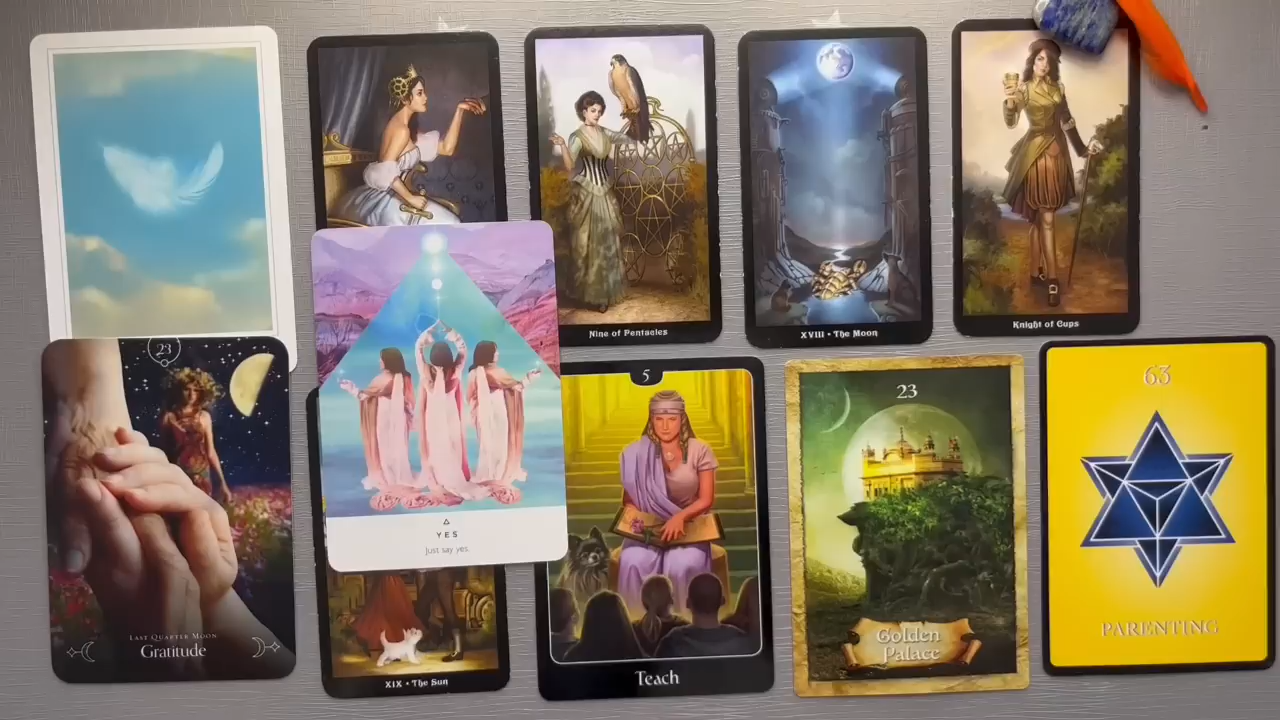 Nine of Pentacles
XVIII • The Moon
Knight of Cups
23
Last Quarter Moon
Gratitude
YES
Just say yes.
XIX • The Sun
5
Teach
23
Golden
Palace
63
PARENTING